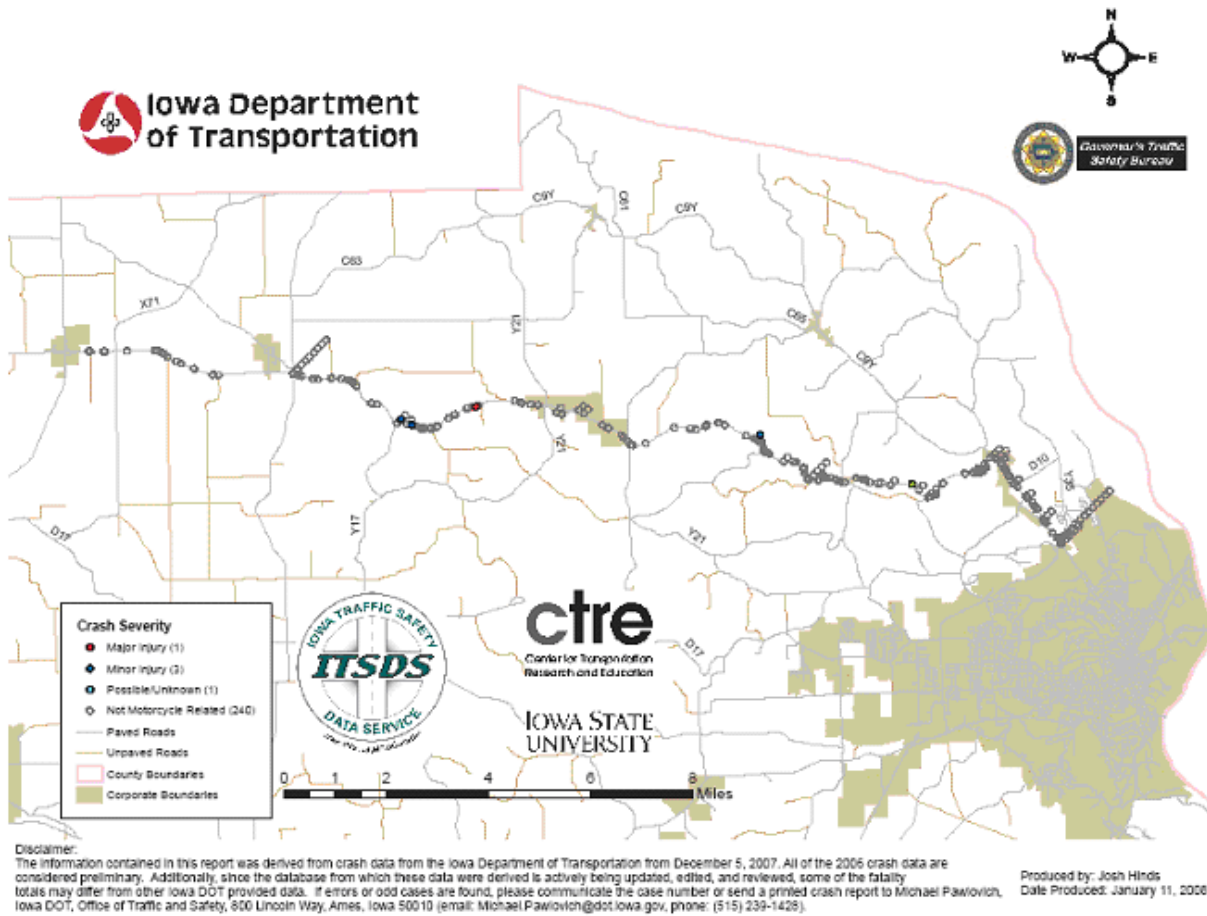 N
W E
S
Iowa Department
of Transportation
Governor's Traffic
Safety Bureau
C9Y
C61
C9Y
C63
X71
Y21
C65
C9Y
D10
Y21
D17
Y17
Y21
D17
Crash Severity
Major Injury (1)
Minor Injury (3)
Possible/Unknown (1)
Not Motorcycle Related (240)
Paved Roads
Unpaved Roads
County Boundaries
Corporate Boundaries
IOWA TRAFFIC SAFETY
ITSDS
DATA SERVICE
ctre
Center for Transportation
Research and Education
IOWA STATE
UNIVERSITY
0 1 2 4 6 8
Miles
Disclaimer:
The information contained in this report was derived from crash data from the Iowa Department of Transportation from December 5, 2007. All of the 2006 crash data are
considered preliminary. Additionally, since the database from which these data were derived is actively being updated, edited, and reviewed, some of the fatality
totals may differ from other Iowa DOT provided data. If errors or odd cases are found, please communicate the case number or send a printed crash report to Michael Pawlovich,
Iowa DOT, Office of Traffic and Safety, 800 Lincoln Way, Ames, Iowa 50010 (email: Michael.Pawlovich@dot.iowa.gov, phone: (515) 239-1428).
Produced by: Josh Hinds
Date Produced: January 11, 2008